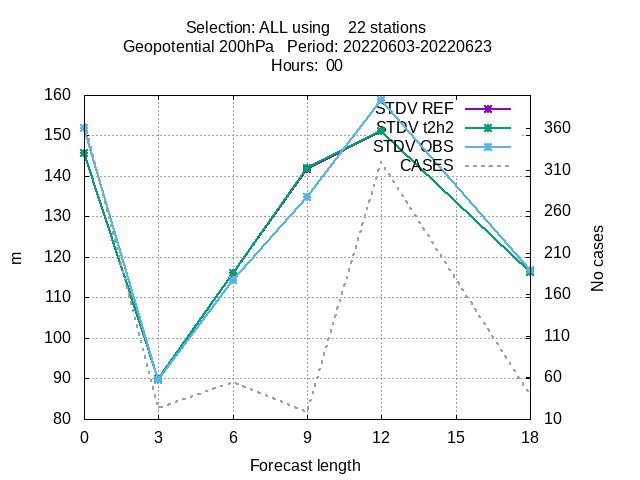 Selection: ALL using 22 stations
Geopotential 200hPa Period: 20220603-20220623
Hours: 00
STDV REF
STDV t2h2
STDV OBS
CASES
160
150
140
130
120
110
100
90
80
m
360
310
260
210
160
110
60
10
No cases
0 3 6 9 12 15 18
Forecast length